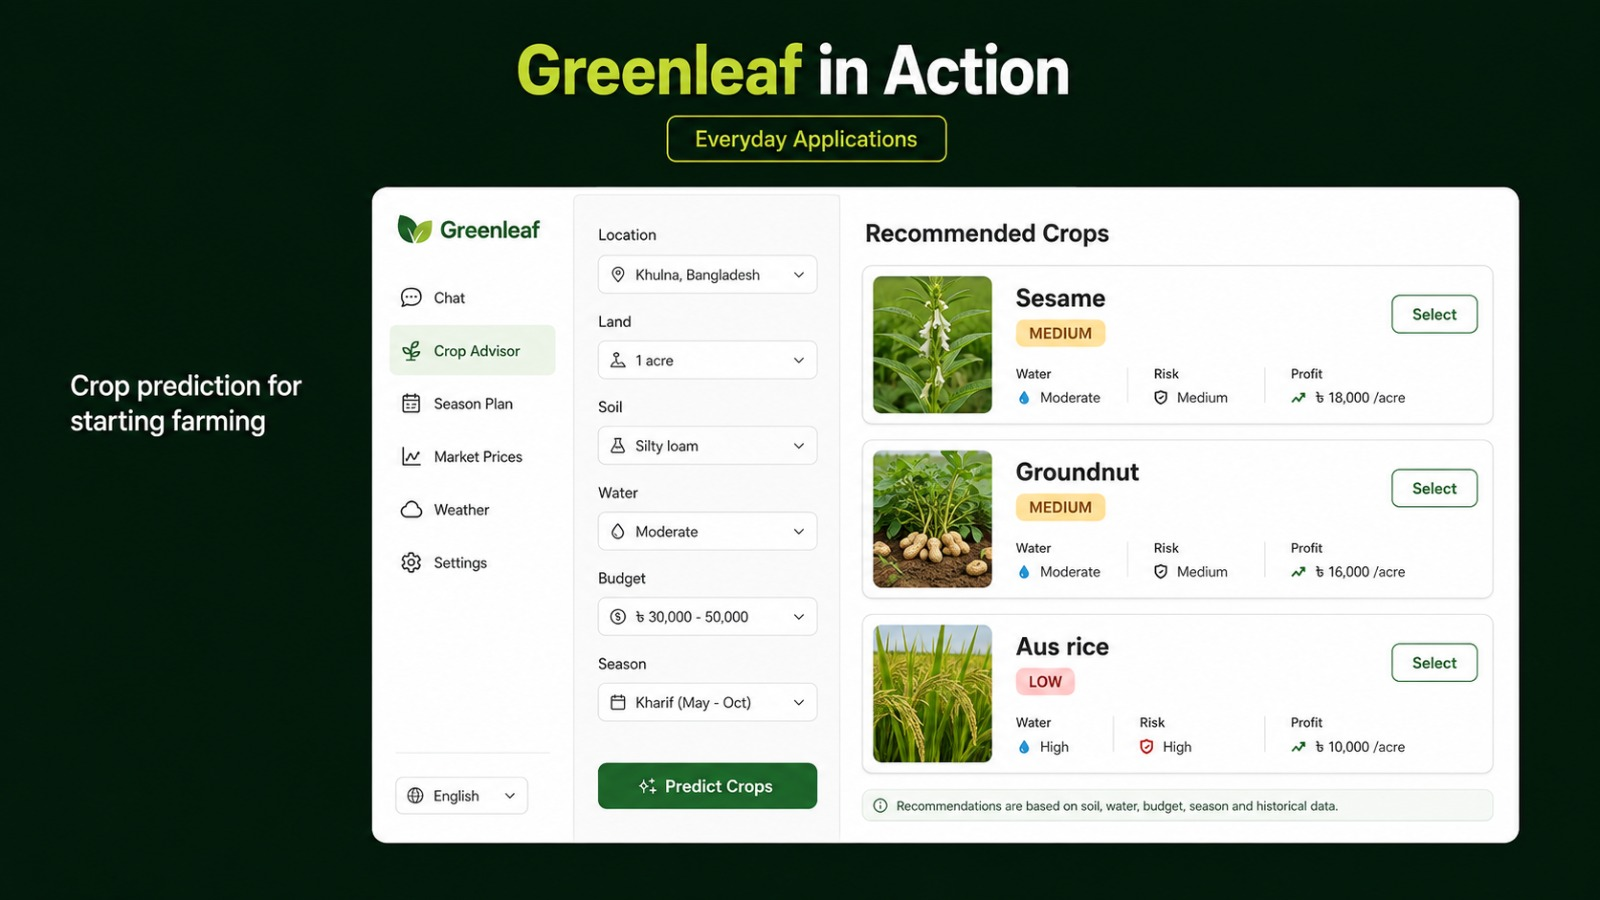 Greenleaf in Action
Everyday Applications
Crop prediction for
starting farming
Greenleaf
Chat
Crop Advisor
Season Plan
Market Prices
Weather
Settings
English
Location
Khulna, Bangladesh
Land
1 acre
Soil
Silty loam
Water
Moderate
Budget
৳ 30,000 - 50,000
Season
Kharif (May - Oct)
Predict Crops
Recommended Crops
Sesame
MEDIUM
Select
Water
Moderate
Risk
Medium
Profit
৳ 18,000 /acre
Groundnut
MEDIUM
Select
Water
Moderate
Risk
Medium
Profit
৳ 16,000 /acre
Aus rice
LOW
Select
Water
High
Risk
High
Profit
৳ 10,000 /acre
Recommendations are based on soil, water, budget, season and historical data.